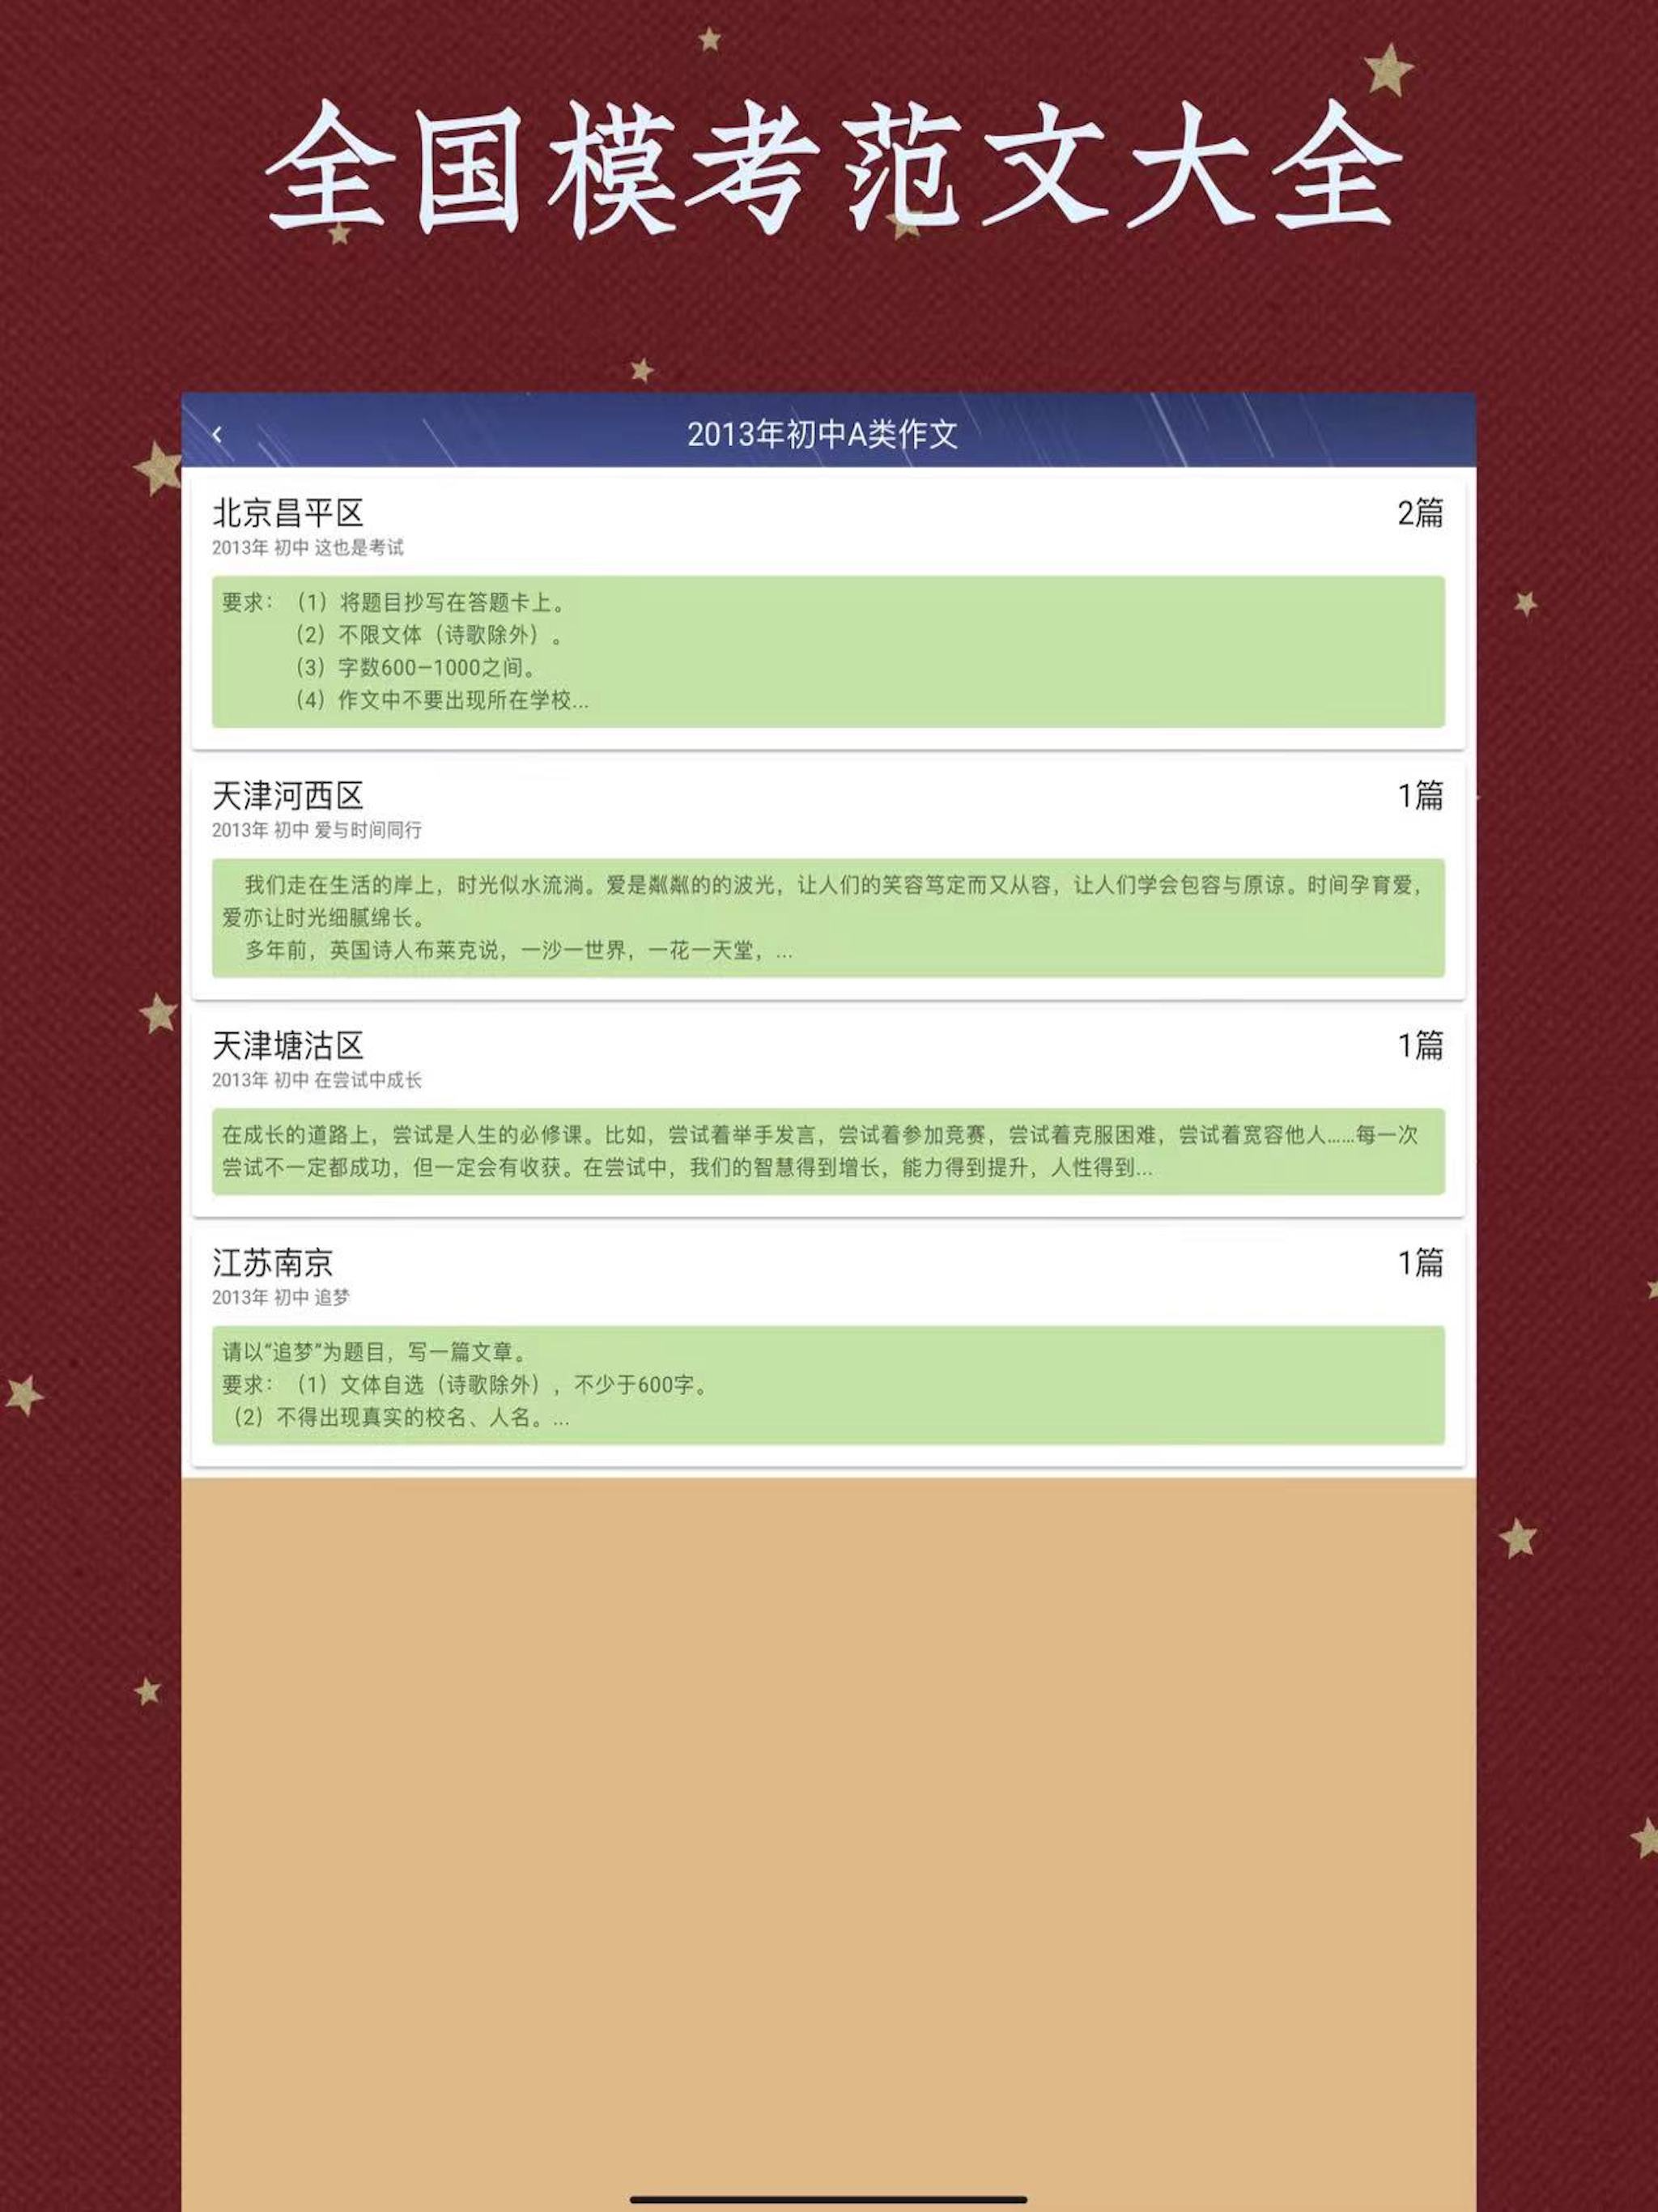 全国模考范文大全
2013年初中A类作文
北京昌平区
2篇
2013年 初中 这也是考试
要求：（1）将题目抄写在答题卡上。
（2）不限文体（诗歌除外）。
（3）字数600—1000之间。
（4）作文中不要出现所在学校...
天津河西区
1篇
2013年 初中 爱与时间同行
我们走在生活的岸上，时光似水流淌。爱是粼粼的的波光，让人们的笑容笃定而又从容，让人们学会包容与原谅。时间孕育爱，
爱亦让时光细腻绵长。
多年前，英国诗人布莱克说，一沙一世界，一花一天堂，...
天津塘沽区
1篇
2013年 初中 在尝试中成长
在成长的道路上，尝试是人生的必修课。比如，尝试着举手发言，尝试着参加竞赛，尝试着克服困难，尝试着宽容他人……每一次
尝试不一定都成功，但一定会有收获。在尝试中，我们的智慧得到增长，能力得到提升，人性得到...
江苏南京
1篇
2013年 初中 追梦
请以“追梦”为题目，写一篇文章。
要求：（1）文体自选（诗歌除外），不少于600字。
（2）不得出现真实的校名、人名。...